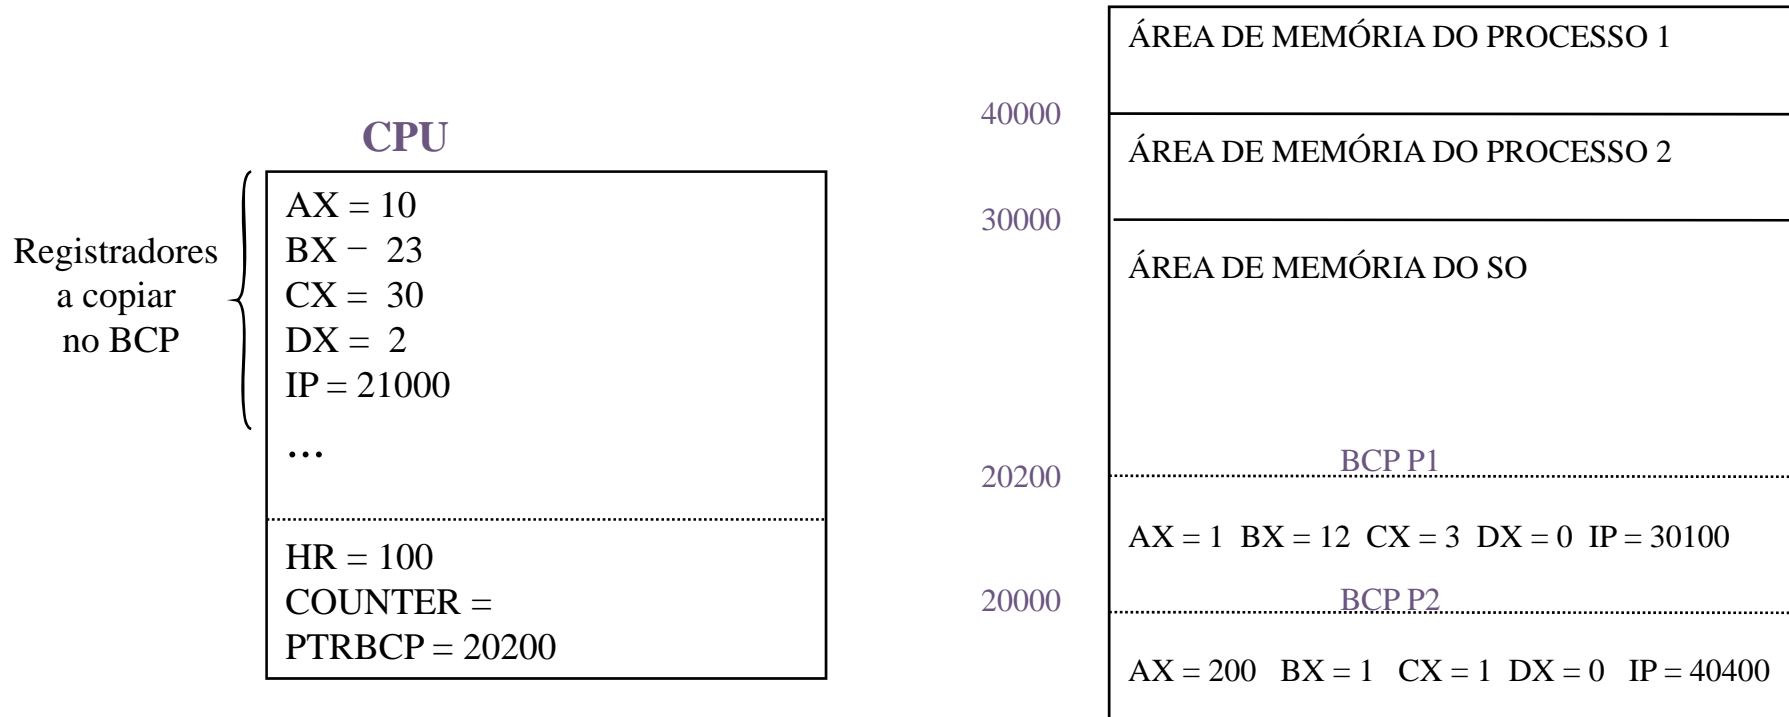 CPU
Registradores
a copiar
no BCP
AX = 10
BX − 23
CX = 30
DX = 2
IP = 21000
...
HR = 100
COUNTER =
PTRBCP = 20200
ÁREA DE MEMÓRIA DO PROCESSO 1
40000
ÁREA DE MEMÓRIA DO PROCESSO 2
30000
ÁREA DE MEMÓRIA DO SO
BCP P1
20200
AX = 1 BX = 12 CX = 3 DX = 0 IP = 30100
20000
BCP P2
AX = 200 BX = 1 CX = 1 DX = 0 IP = 40400